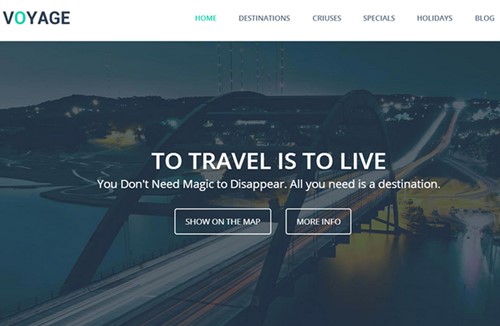 VOYAGE
HOME DESTINATIONS CRIUSES SPECIALS HOLIDAYS BLOG
TO TRAVEL IS TO LIVE
You Don't Need Magic to Disappear. All you need is a destination.
SHOW ON THE MAP MORE INFO